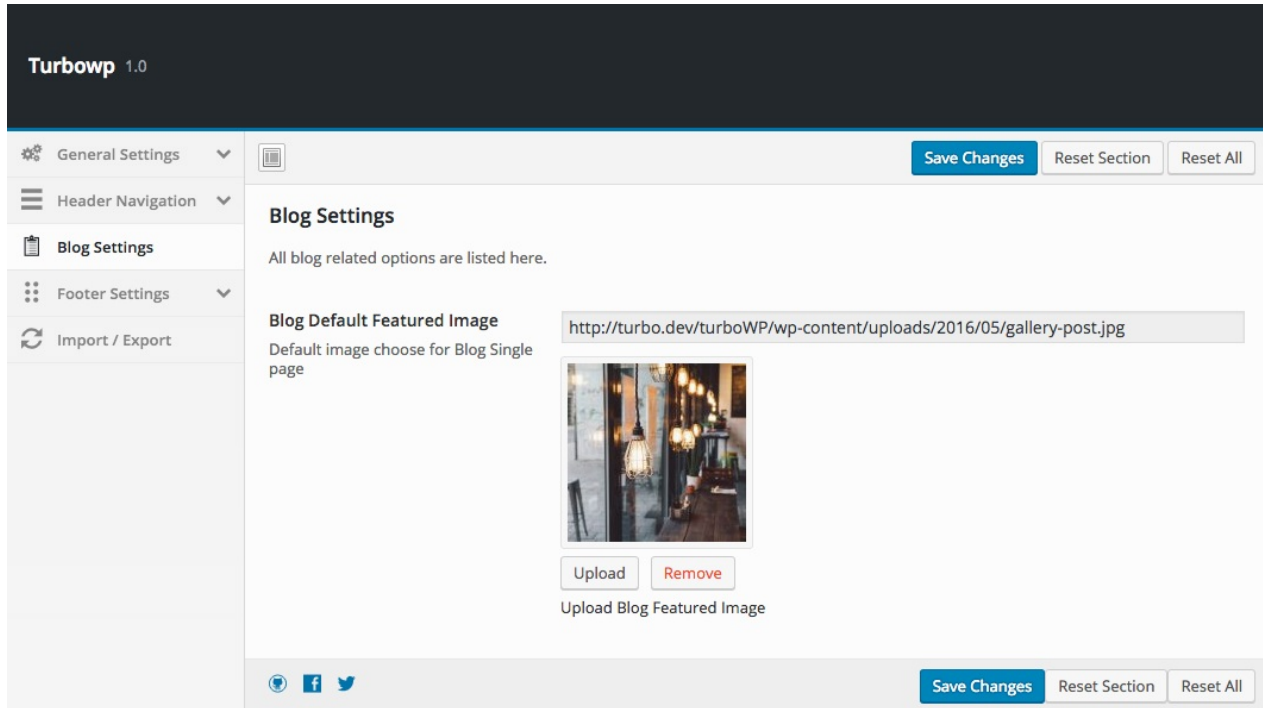 Turbowp 1.0
General Settings
Save Changes Reset Section Reset All
Header Navigation
Blog Settings
Blog Settings
All blog related options are listed here.
Footer Settings
Import / Export
Blog Default Featured Image
Default image choose for Blog Single
page
http://turbo.dev/turboWP/wp-content/uploads/2016/05/gallery-post.jpg
Upload Remove
Upload Blog Featured Image
Save Changes Reset Section Reset All